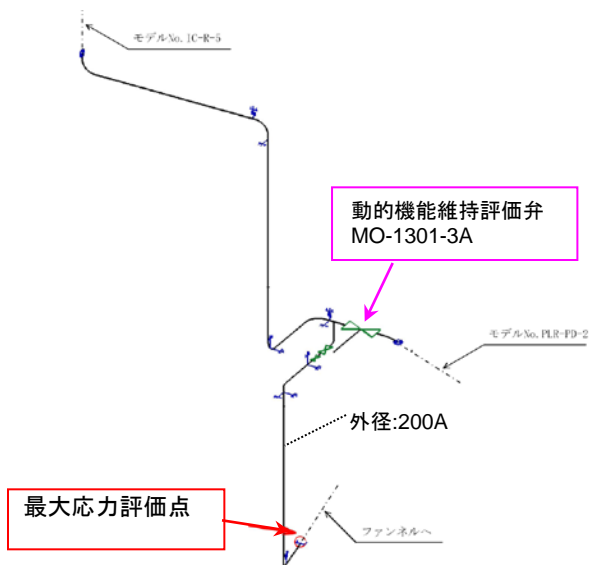 モデルNo.IC-R-5
動的機能維持評価弁
MO-1301-3A
モデルNo.PLR-PD-2
外径:200A
最大応力評価点
ファンネルへ